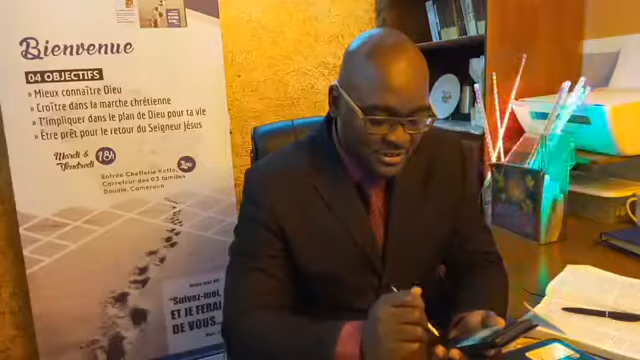 Bienvenue
04 OBJECTIFS
» Mieux connaître Dieu
» Croître dans la marche chrétienne
» T'impliquer dans le plan de Dieu pour ta vie
» Être prêt pour le retour du Seigneur Jésus
Mardi &
Vendredi
18h
Entrée Chefferie Kotto,
Carrefour des 03 familles
Douala, Cameroun
"Suivez-moi,
ET JE FERAI
DE VOUS...